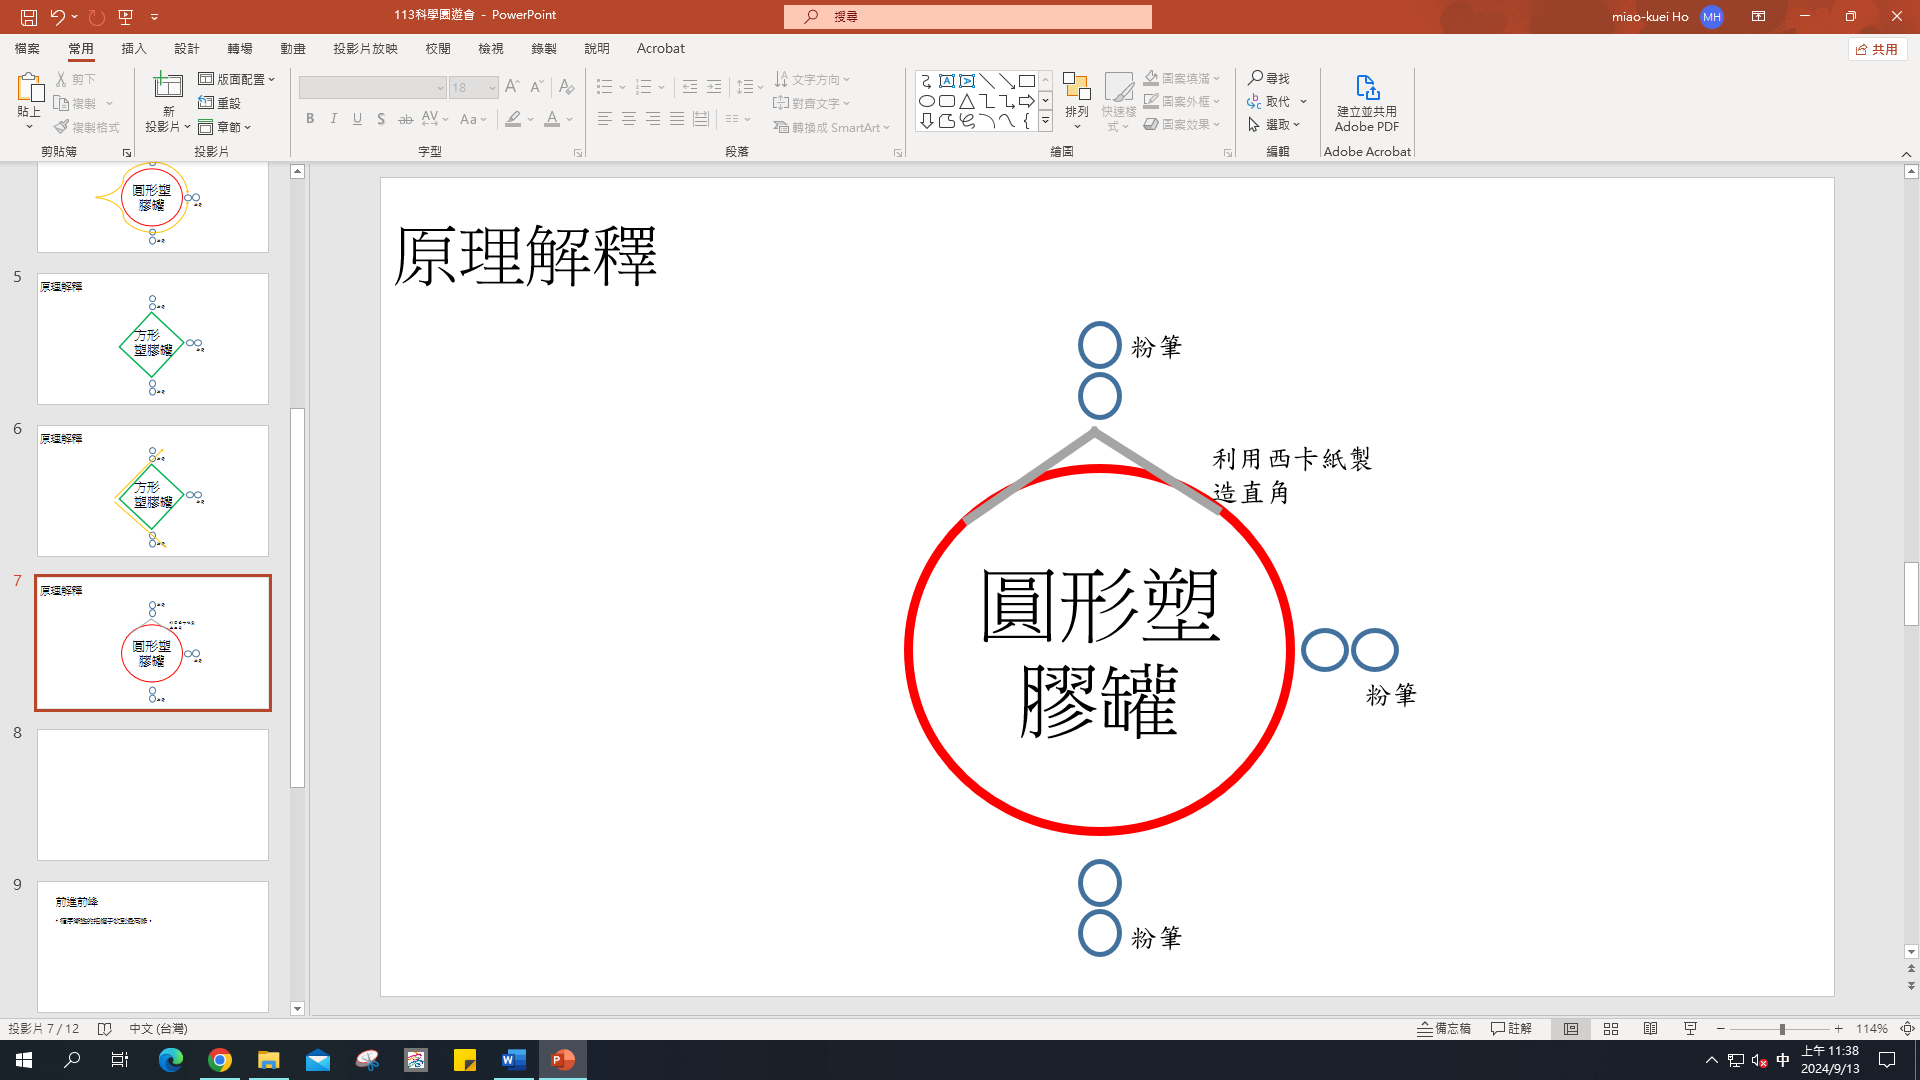 113科學園遊會 - PowerPoint
搜尋
miao-kuei Ho
MH
檔案 常用 插入 設計 轉場 動畫 投影片放映 校閱 檢視 錄製 說明 Acrobat
共用
貼上
剪下
複製
複製格式
剪貼簿
新
投影片
版面配置
重設
章節
投影片
18
B I U S ab AV Aa A
字型
文字方向
對齊文字
轉換成 SmartArt
段落
排列
快速樣
式
圖案填滿
圖案外框
圖案效果
繪圖
尋找
取代
選取
編輯
建立並共用
Adobe PDF
Adobe Acrobat
圓形塑
膠罐
5
原理解釋
方形
塑膠罐
6
原理解釋
方形
塑膠罐
7
原理解釋
圓形塑
膠罐
8
9
原理解釋
粉筆
利用西卡紙製
造直角
圓形塑
膠罐
粉筆
粉筆
投影片 7 / 12
中文 (台灣)
備忘稿
註解
114%
中
上午 11:38
2024/9/13